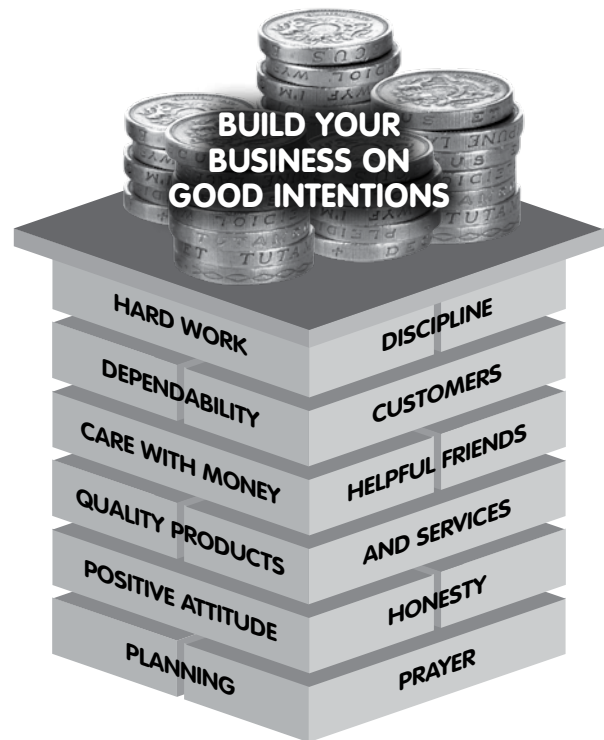 BUILD YOUR
BUSINESS ON
GOOD INTENTIONS
HARD WORK
DISCIPLINE
DEPENDABILITY
CUSTOMERS
CARE WITH MONEY
HELPFUL FRIENDS
QUALITY PRODUCTS
AND SERVICES
POSITIVE ATTITUDE
HONESTY
PLANNING
PRAYER